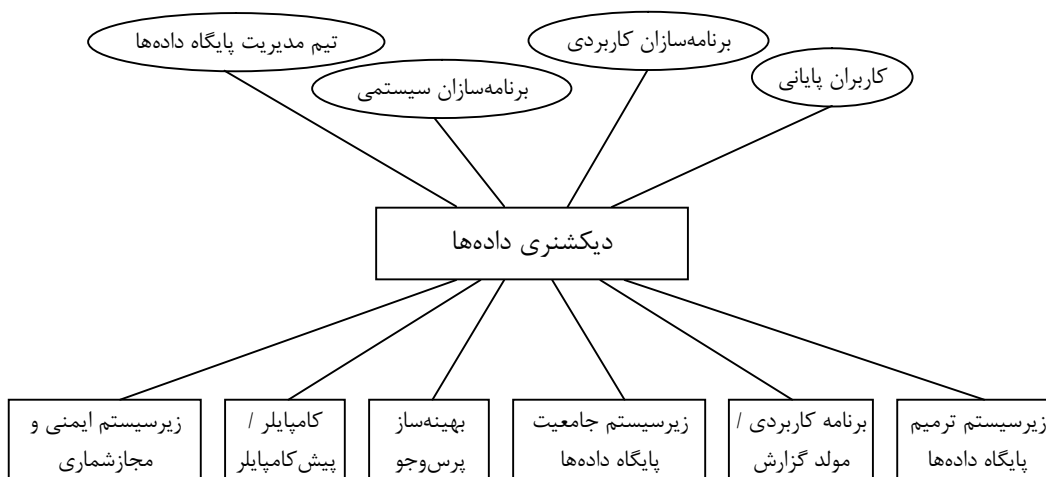 برنامه‌سازان کاربردی
تیم مدیریت پایگاه داده‌ها
کاربران پایانی
برنامه‌سازان سیستمی
دیکشنری داده‌ها
زیرسیستم ترمیم
پایگاه داده‌ها
برنامه کاربردی /
مولد گزارش
زیرسیستم جامعیت
پایگاه داده‌ها
بهینه‌ساز
پرس‌وجو
کامپایلر /
پیش‌کامپایلر
زیرسیستم ایمنی و
مجازشماری